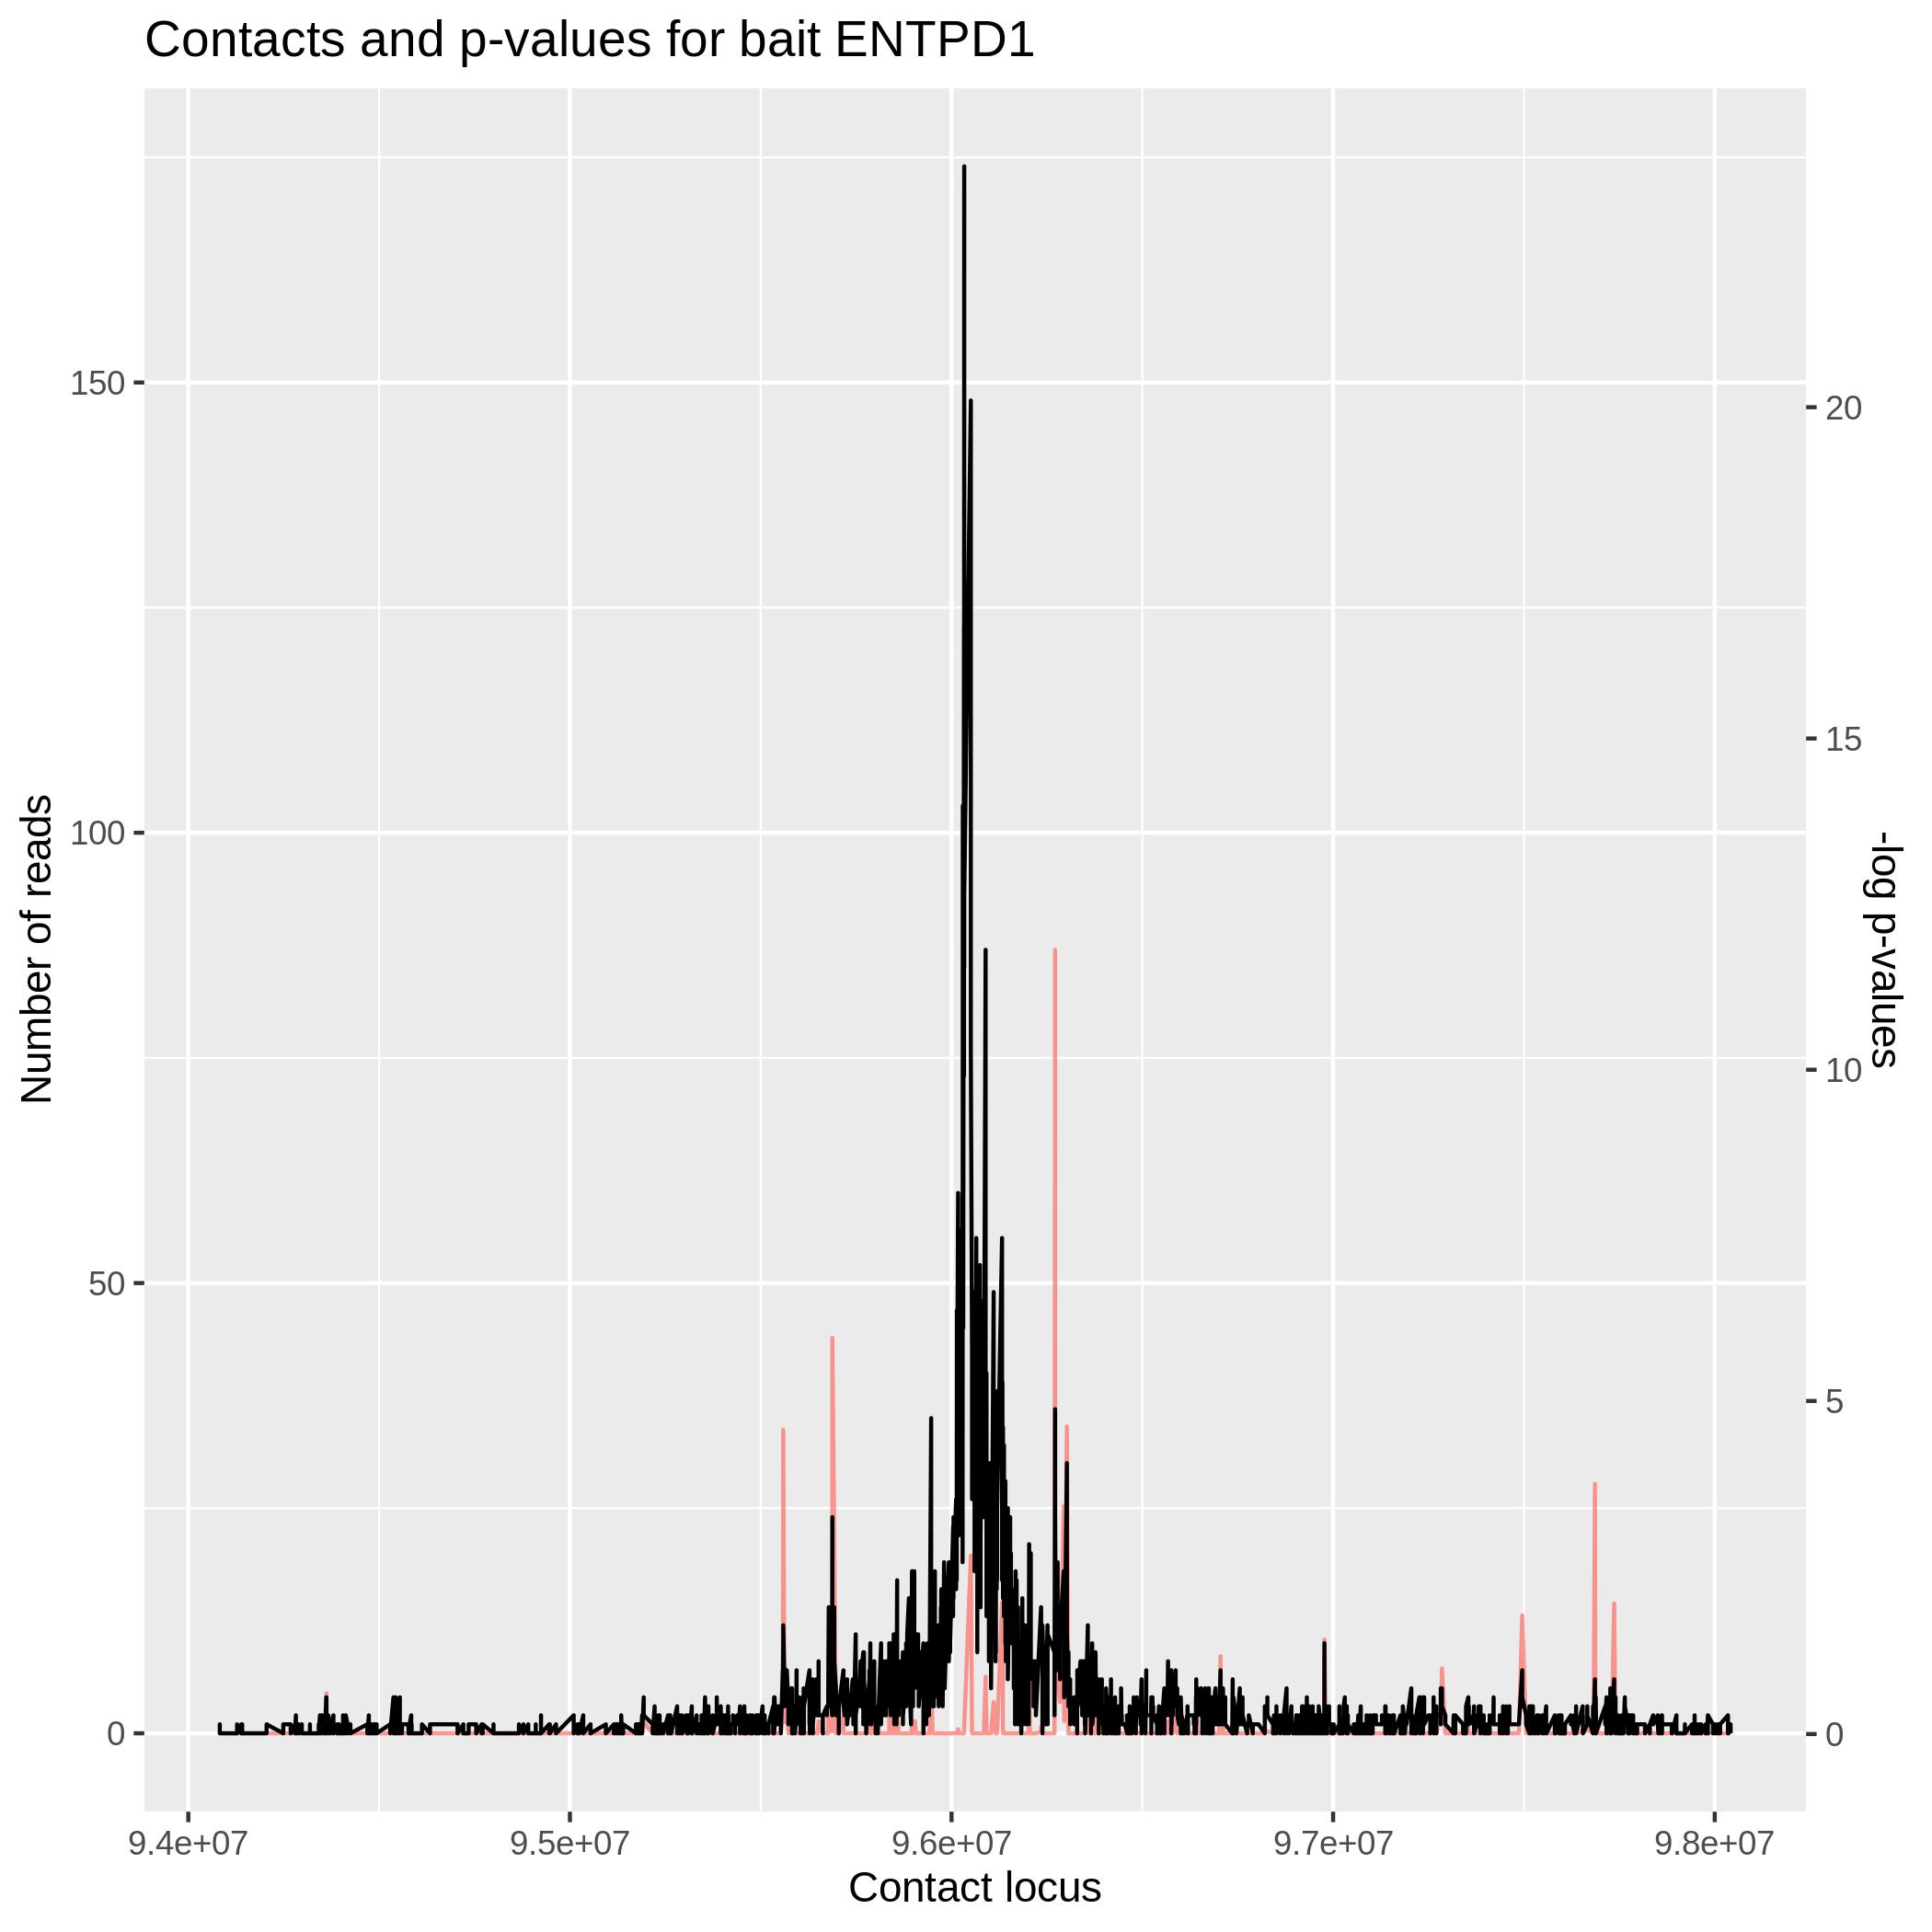 Contacts and p-values for bait ENTPD1
Number of reads
150
100
50
0
20
15
10
5
0
-log p-values
9.4e+07
9.5e+07
9.6e+07
9.7e+07
9.8e+07
Contact locus